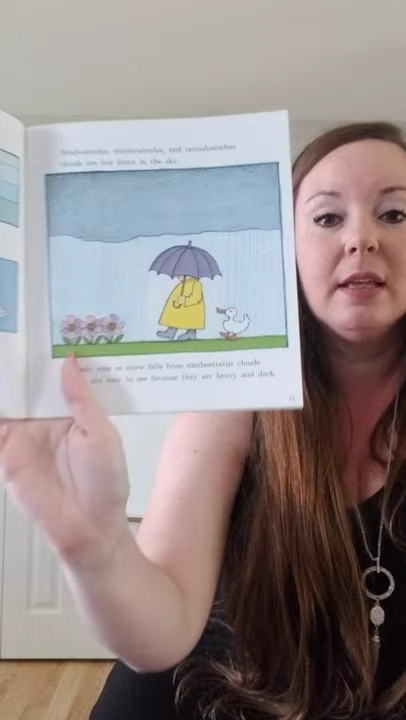 Nimbostratus, stratocumulus, and cumulonimbus
clouds are low down in the sky.
rain or snow falls from nimbostratus clouds.
are easy to see because they are heavy and dark.